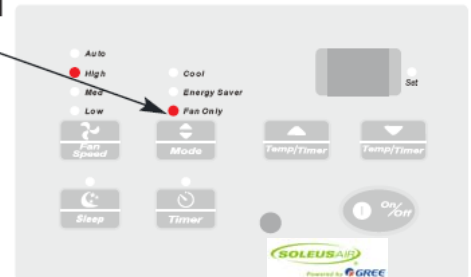 Auto
High
Med
Low
Cool
Energy Saver
Fan Only
Set
Fan
Speed
Mode
Temp/Timer
Temp/Timer
Sleep
Timer
On/Off
SOLEUSAIR
Powered by GREE